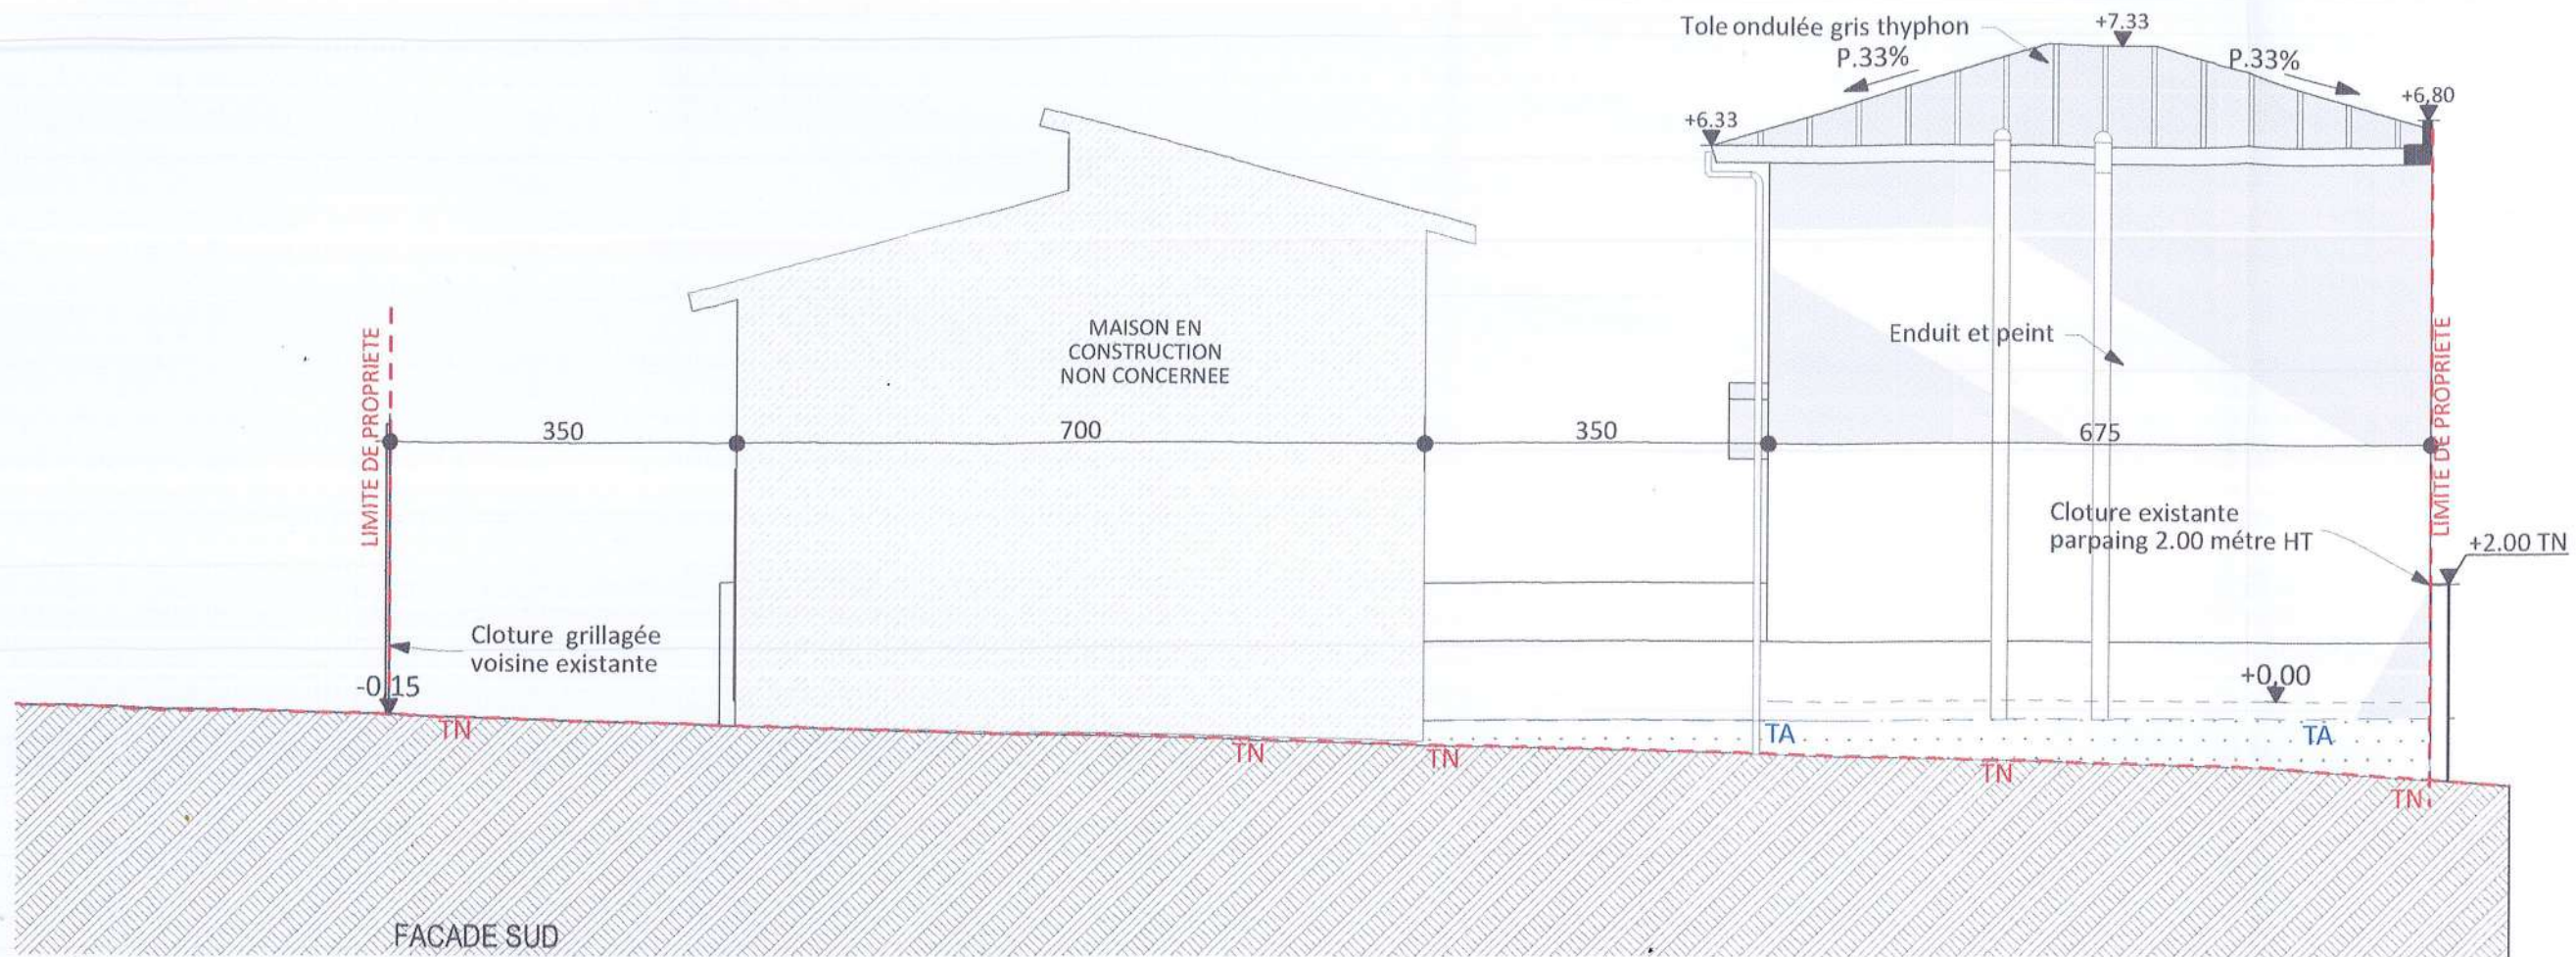 Tole ondulée gris thyphon
+7.33
P.33%
P.33%
+6.33
+6,80
MAISON EN
CONSTRUCTION
NON CONCERNEE
Enduit et peint
LIMITE DE PROPRIETE
LIMITE DE PROPRIETE
350
700
350
675
Cloture existante
parpaing 2.00 métre HT
+2.00 TN
Cloture grillagée
voisine existante
-0,15
+0,00
TN
TN
TN
TA
TA
TN
TN
FACADE SUD